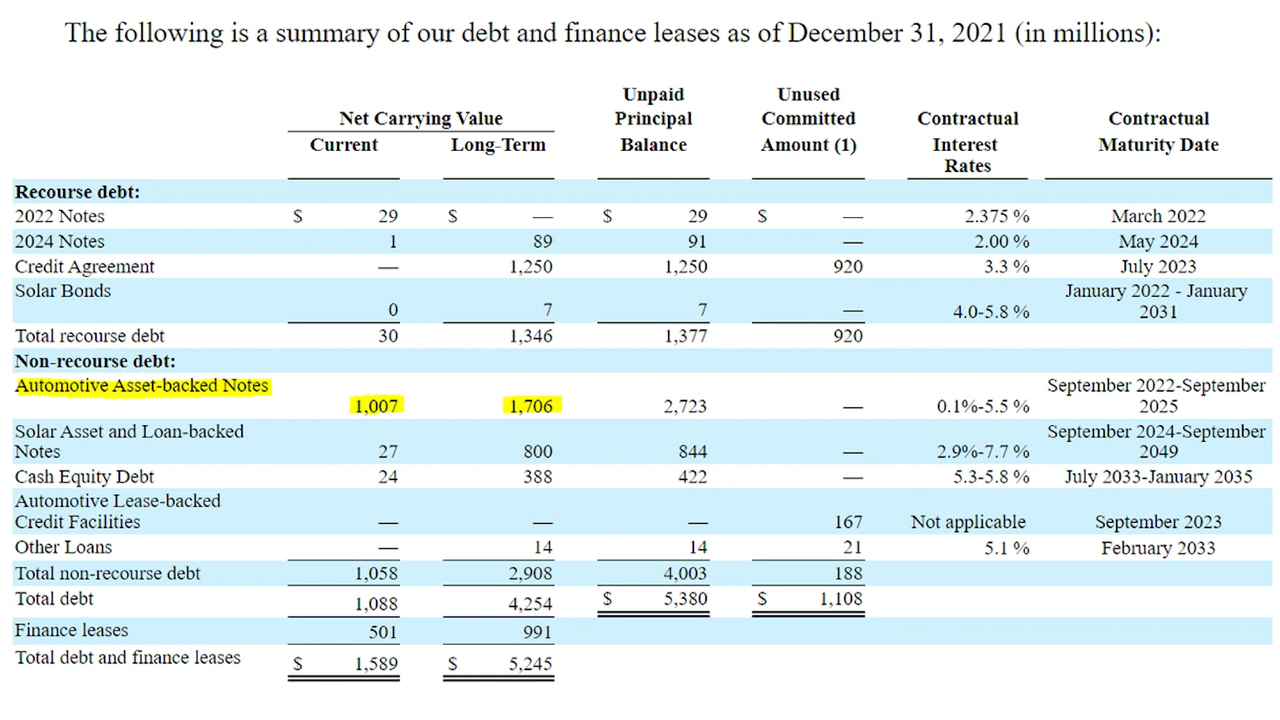 The following is a summary of our debt and finance leases as of December 31, 2021 (in millions):
Net Carrying Value Unpaid Principal Balance Unused Committed Amount (1) Contractual Interest Rates Contractual Maturity Date
Current Long-Term
Recourse debt:
2022 Notes $ 29 $ — $ 29 $ — 2.375 % March 2022
2024 Notes 1 89 91 — 2.00 % May 2024
Credit Agreement — 1,250 1,250 920 3.3 % July 2023
Solar Bonds 0 7 7 — 4.0-5.8 % January 2022 - January 2031
Total recourse debt 30 1,346 1,377 920
Non-recourse debt:
Automotive Asset-backed Notes 1,007 1,706 2,723 — 0.1%-5.5 % September 2022-September 2025
Solar Asset and Loan-backed Notes 27 800 844 — 2.9%-7.7 % September 2024-September 2049
Cash Equity Debt 24 388 422 — 5.3-5.8 % July 2033-January 2035
Automotive Lease-backed Credit Facilities — — — 167 Not applicable September 2023
Other Loans — 14 14 21 5.1 % February 2033
Total non-recourse debt 1,058 2,908 4,003 188
Total debt 1,088 4,254 $ 5,380 $ 1,108
Finance leases 501 991
Total debt and finance leases $ 1,589 $ 5,245